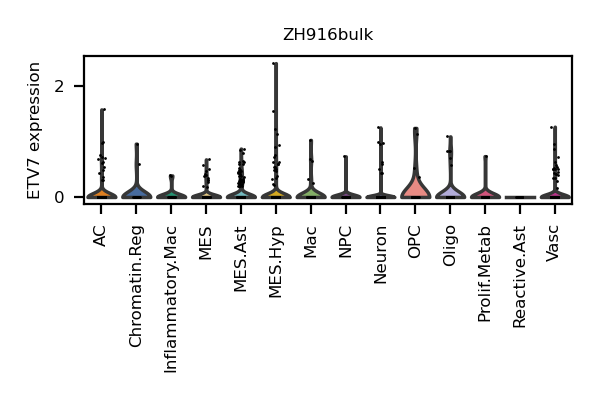 ZH916bulk
ETV7 expression
2
0
AC
Chromatin.Reg
Inflammatory.Mac
MES
MES.Ast
MES.Hyp
Mac
NPC
Neuron
OPC
Oligo
Prolif.Metab
Reactive.Ast
Vasc